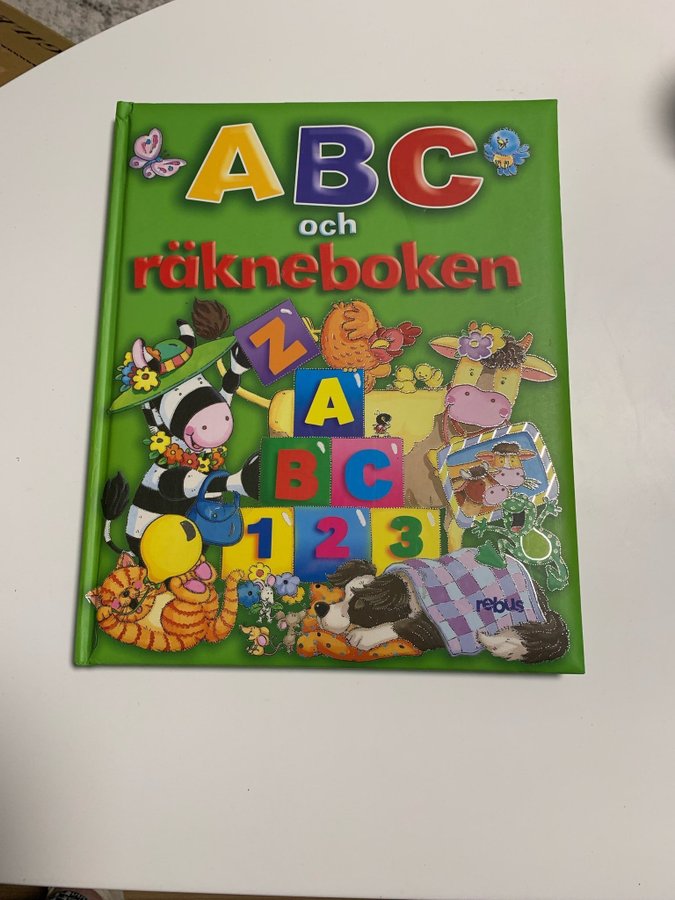 ABC
och
räkneboken
Z
A
B C
1 2 3
rebus